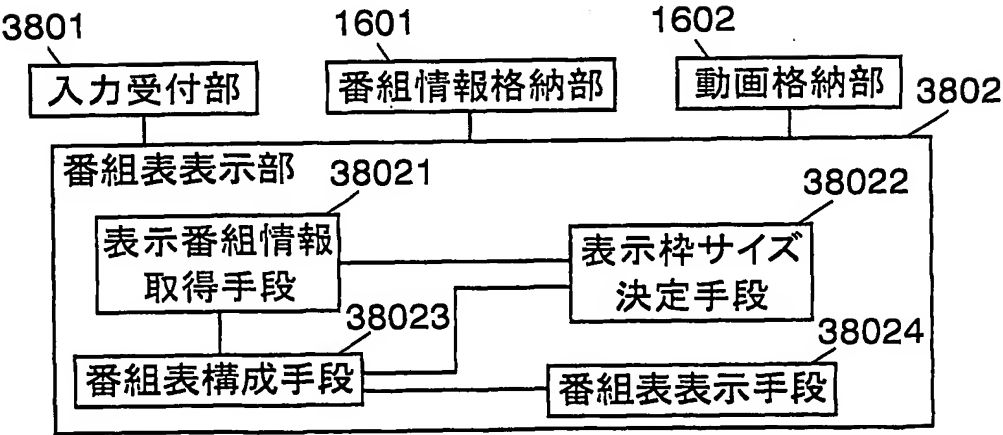 3801
1601
1602
入力受付部
番組情報格納部
動画格納部
3802
番組表表示部
38021
38022
表示番組情報
取得手段
表示枠サイズ
決定手段
38023
38024
番組表構成手段
番組表表示手段